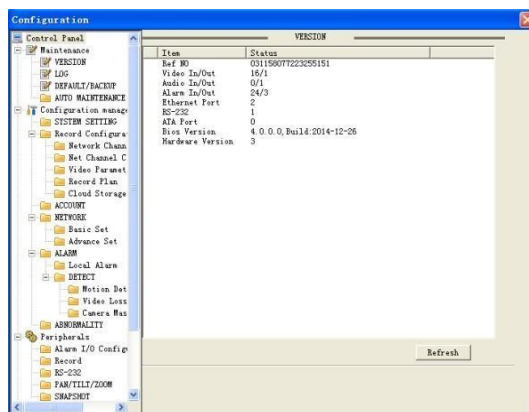 Configuration
Control Panel
Maintenance
VERSION
LOG
DEFAULT/BACKUP
AUTO MAINTENANCE
Configuration manage
SYSTEM SETTING
Record Configura
Network Chann
Net Channel C
Video Paramet
Record Plan
Cloud Storage
ACCOUNT
NETWORK
Basic Set
Advance Set
ALARM
Local Alarm
DETECT
Motion Det
Video Loss
Camera Mas
ABNORMALITY
Peripherals
Alarm I/O Config
Record
RS-232
PAN/TILT/ZOOM
SNAPSHOT
VERSION
Item Status
Ref NO 031158077223255151
Video In/Out 16/1
Audio In/Out 0/1
Alarm In/Out 24/3
Ethernet Port 2
RS-232 1
ATA Port 0
Bios Version 4.0.0.0,Build:2014-12-26
Hardware Version 3
Refresh